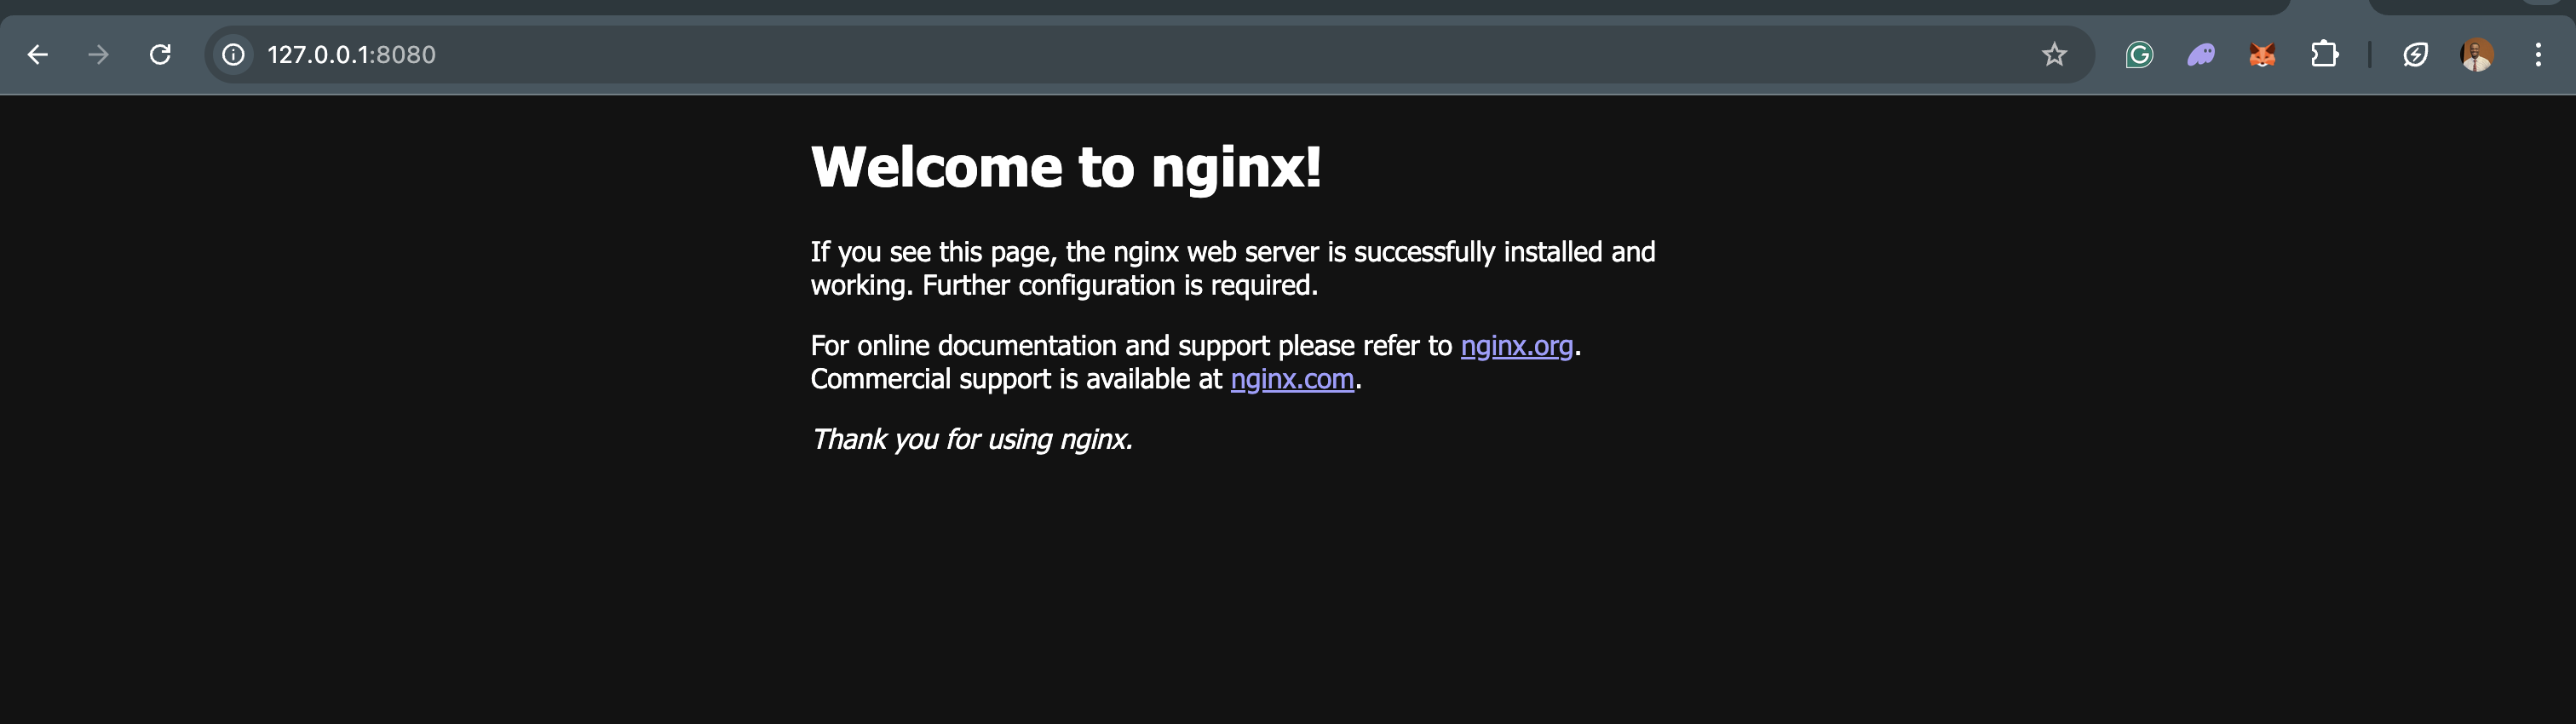 127.0.0.1:8080
Welcome to nginx!
If you see this page, the nginx web server is successfully installed and
working. Further configuration is required.
For online documentation and support please refer to nginx.org.
Commercial support is available at nginx.com.
Thank you for using nginx.